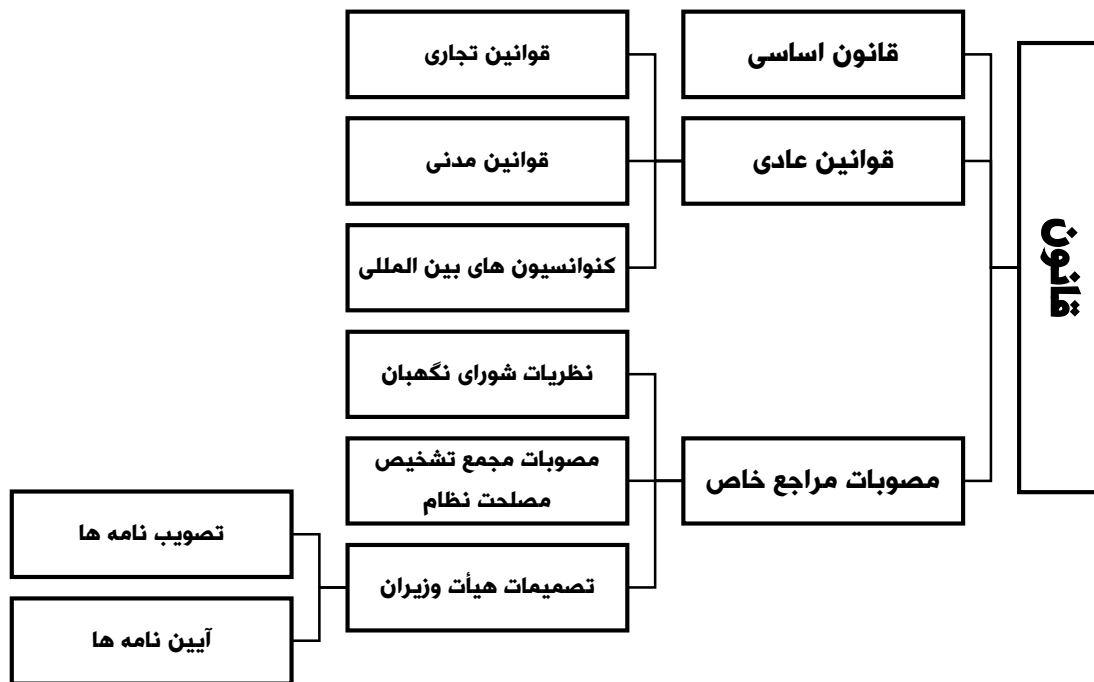 قانون
قانون اساسی
قوانین عادی
قوانین تجاری
قوانین مدنی
کنوانسیون های بین المللی
مصوبات مراجع خاص
نظریات شورای نگهبان
مصوبات مجمع تشخیص
مصلحت نظام
تصمیمات هیأت وزیران
تصویب نامه ها
آیین نامه ها